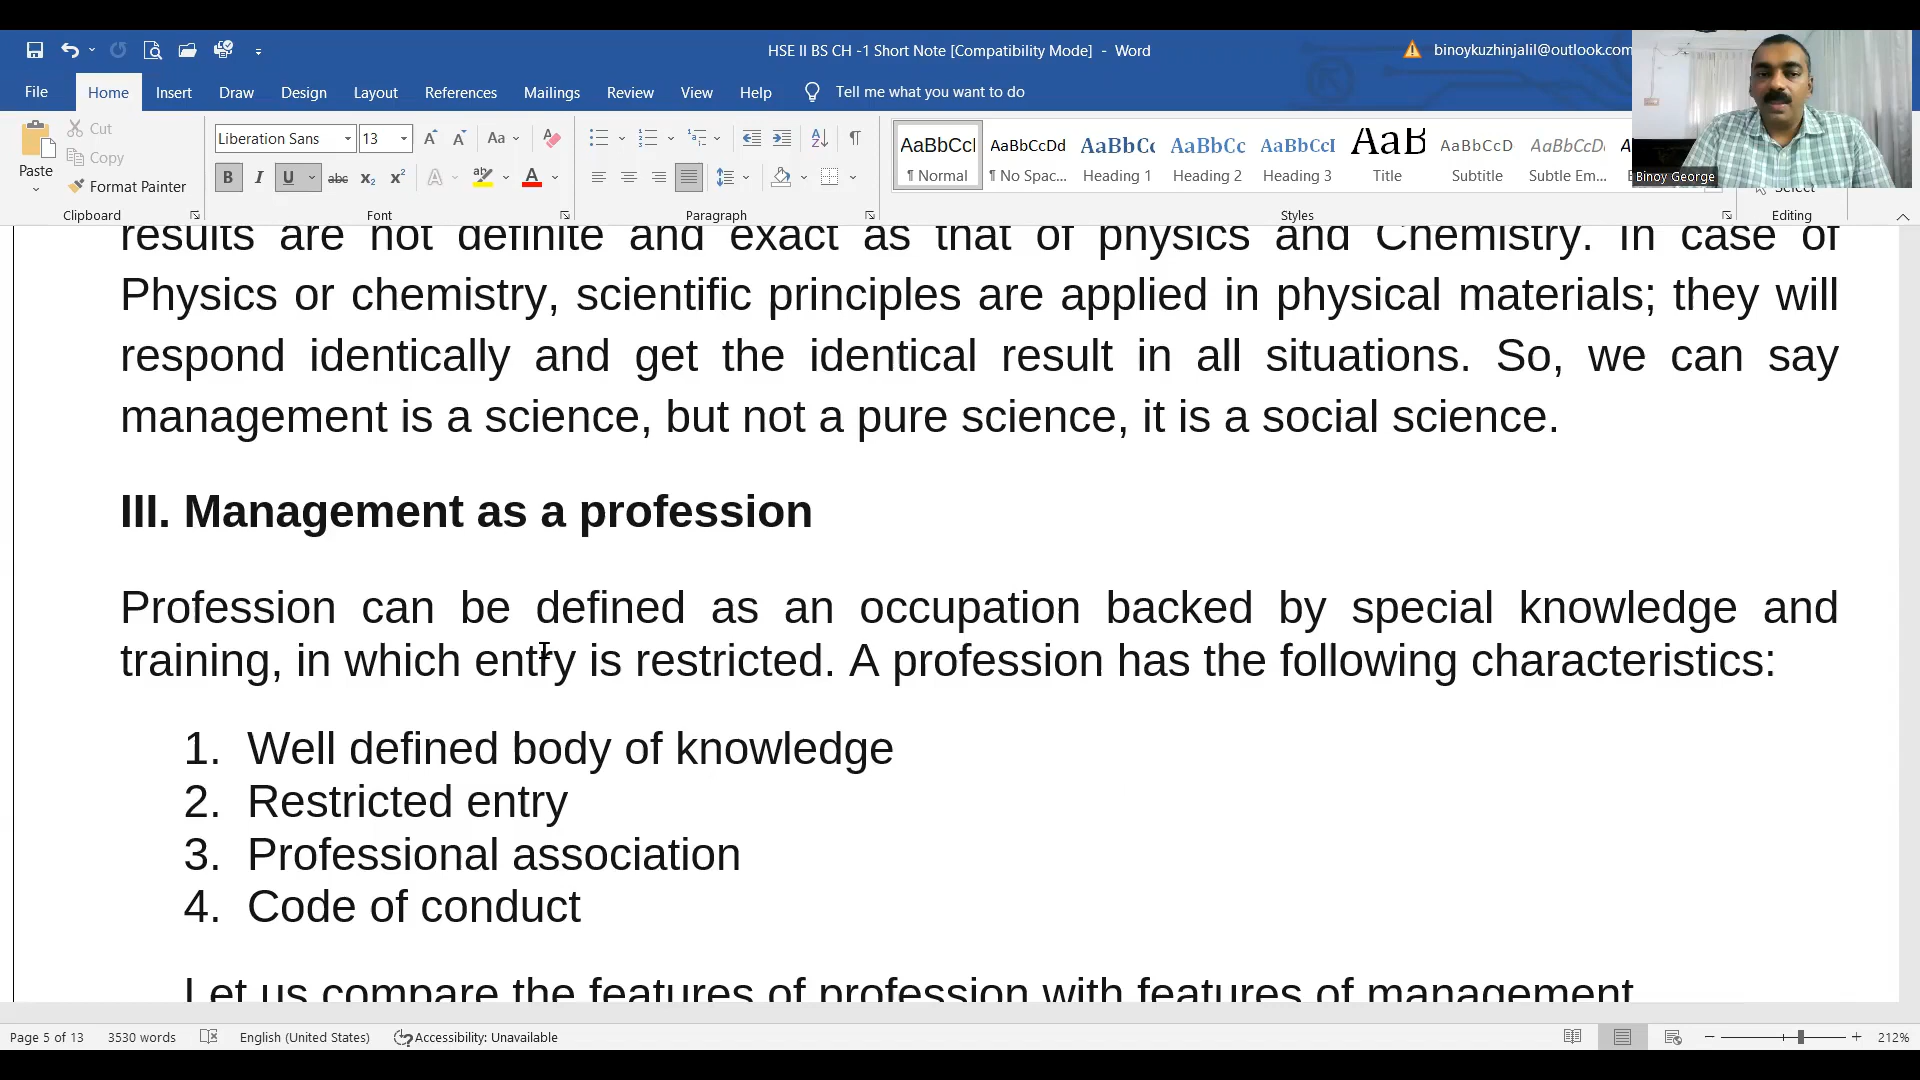 HSE II BS CH -1 Short Note [Compatibility Mode] - Word
binoykuzhinjalil@outlook.com
File Home Insert Draw Design Layout References Mailings Review View Help Tell me what you want to do
Paste
Cut
Copy
Format Painter
Clipboard
Liberation Sans 13
Aa
B I U abc x₂ x² A A
Font
Paragraph
AaBbCcI AaBbCcDd AaBbCc AaBbCc AaBbCcI AaB AaBbCcD AaBbCcDc
¶ Normal ¶ No Spac... Heading 1 Heading 2 Heading 3 Title Subtitle Subtle Em...
Styles
Select
Editing
Binoy George
results are not definite and exact as that of physics and Chemistry. In case of
Physics or chemistry, scientific principles are applied in physical materials; they will
respond identically and get the identical result in all situations. So, we can say
management is a science, but not a pure science, it is a social science.
III. Management as a profession
Profession can be defined as an occupation backed by special knowledge and
training, in which entry is restricted. A profession has the following characteristics:
1. Well defined body of knowledge
2. Restricted entry
3. Professional association
4. Code of conduct
Let us compare the features of profession with features of management
Page 5 of 13 3530 words English (United States) Accessibility: Unavailable 212%